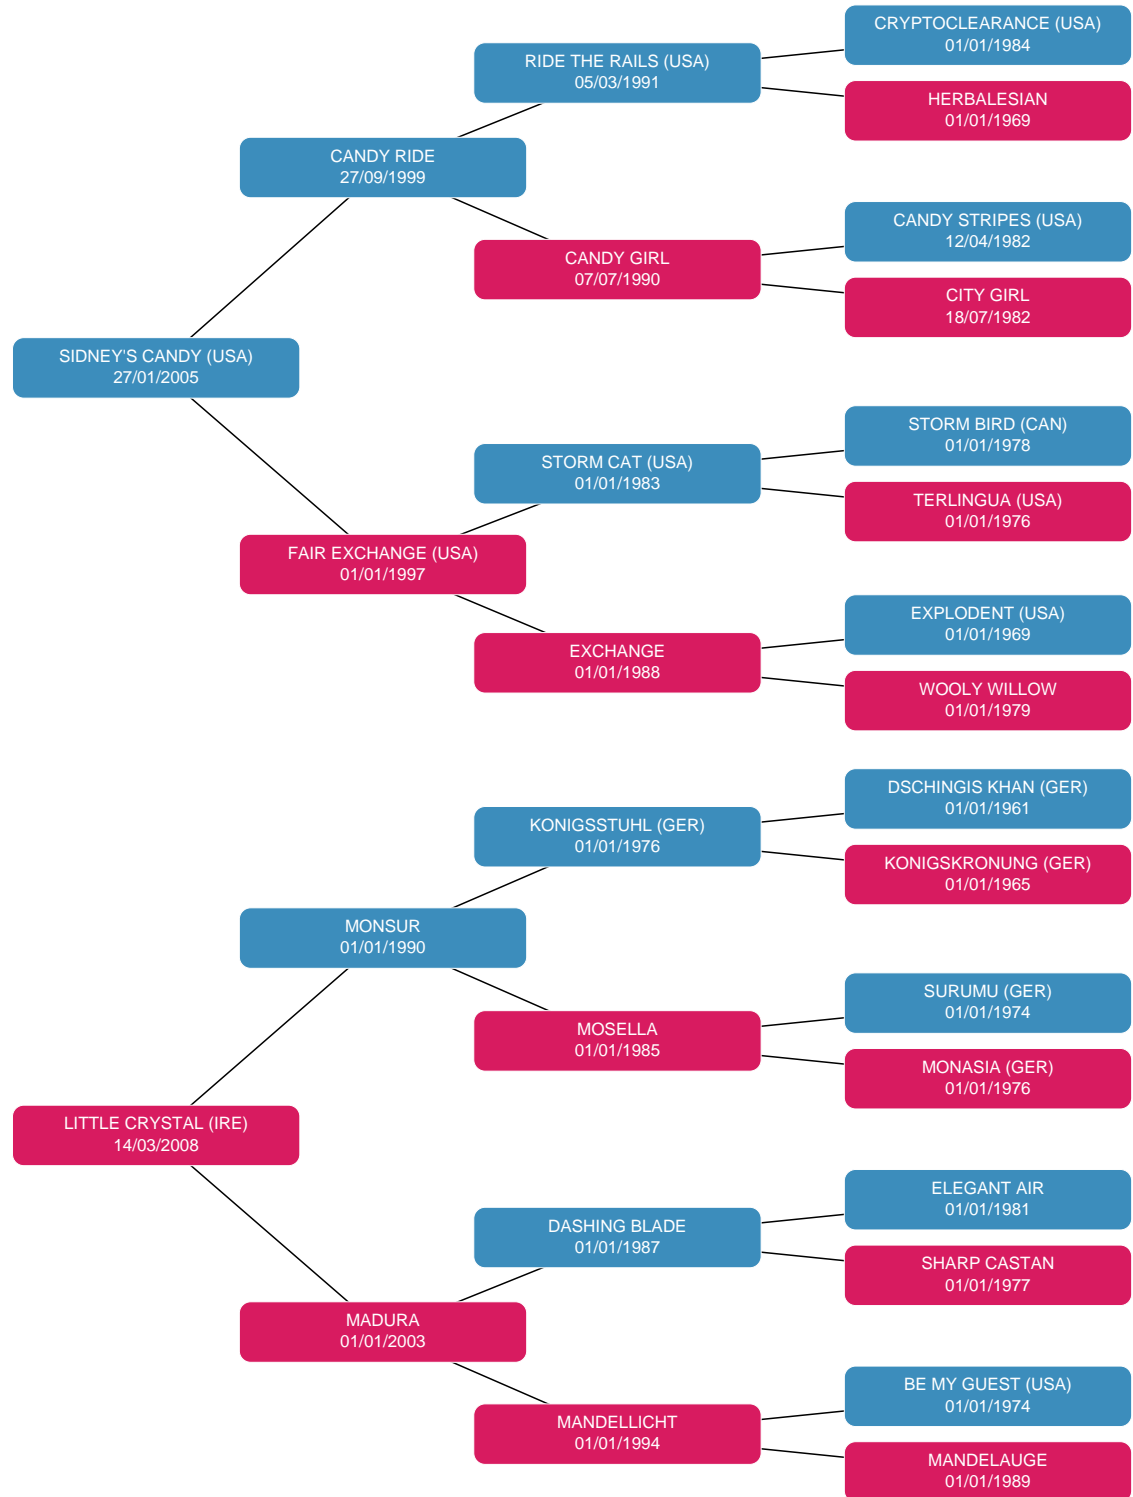 CRYPTOCLEARANCE (USA)
01/01/1984
RIDE THE RAILS (USA)
05/03/1991
HERBALESIAN
01/01/1969
CANDY RIDE
27/09/1999
CANDY STRIPES (USA)
12/04/1982
CANDY GIRL
07/07/1990
CITY GIRL
18/07/1982
SIDNEY'S CANDY (USA)
27/01/2005
STORM BIRD (CAN)
01/01/1978
STORM CAT (USA)
01/01/1983
TERLINGUA (USA)
01/01/1976
FAIR EXCHANGE (USA)
01/01/1997
EXPLODENT (USA)
01/01/1969
EXCHANGE
01/01/1988
WOOLY WILLOW
01/01/1979
DSCHINGIS KHAN (GER)
01/01/1961
KONIGSSTUHL (GER)
01/01/1976
KONIGSKRONUNG (GER)
01/01/1965
MONSUR
01/01/1990
SURUMU (GER)
01/01/1974
MOSELLA
01/01/1985
MONASIA (GER)
01/01/1976
LITTLE CRYSTAL (IRE)
14/03/2008
ELEGANT AIR
01/01/1981
DASHING BLADE
01/01/1987
SHARP CASTAN
01/01/1977
MADURA
01/01/2003
BE MY GUEST (USA)
01/01/1974
MANDELLICHT
01/01/1994
MANDELAUGE
01/01/1989